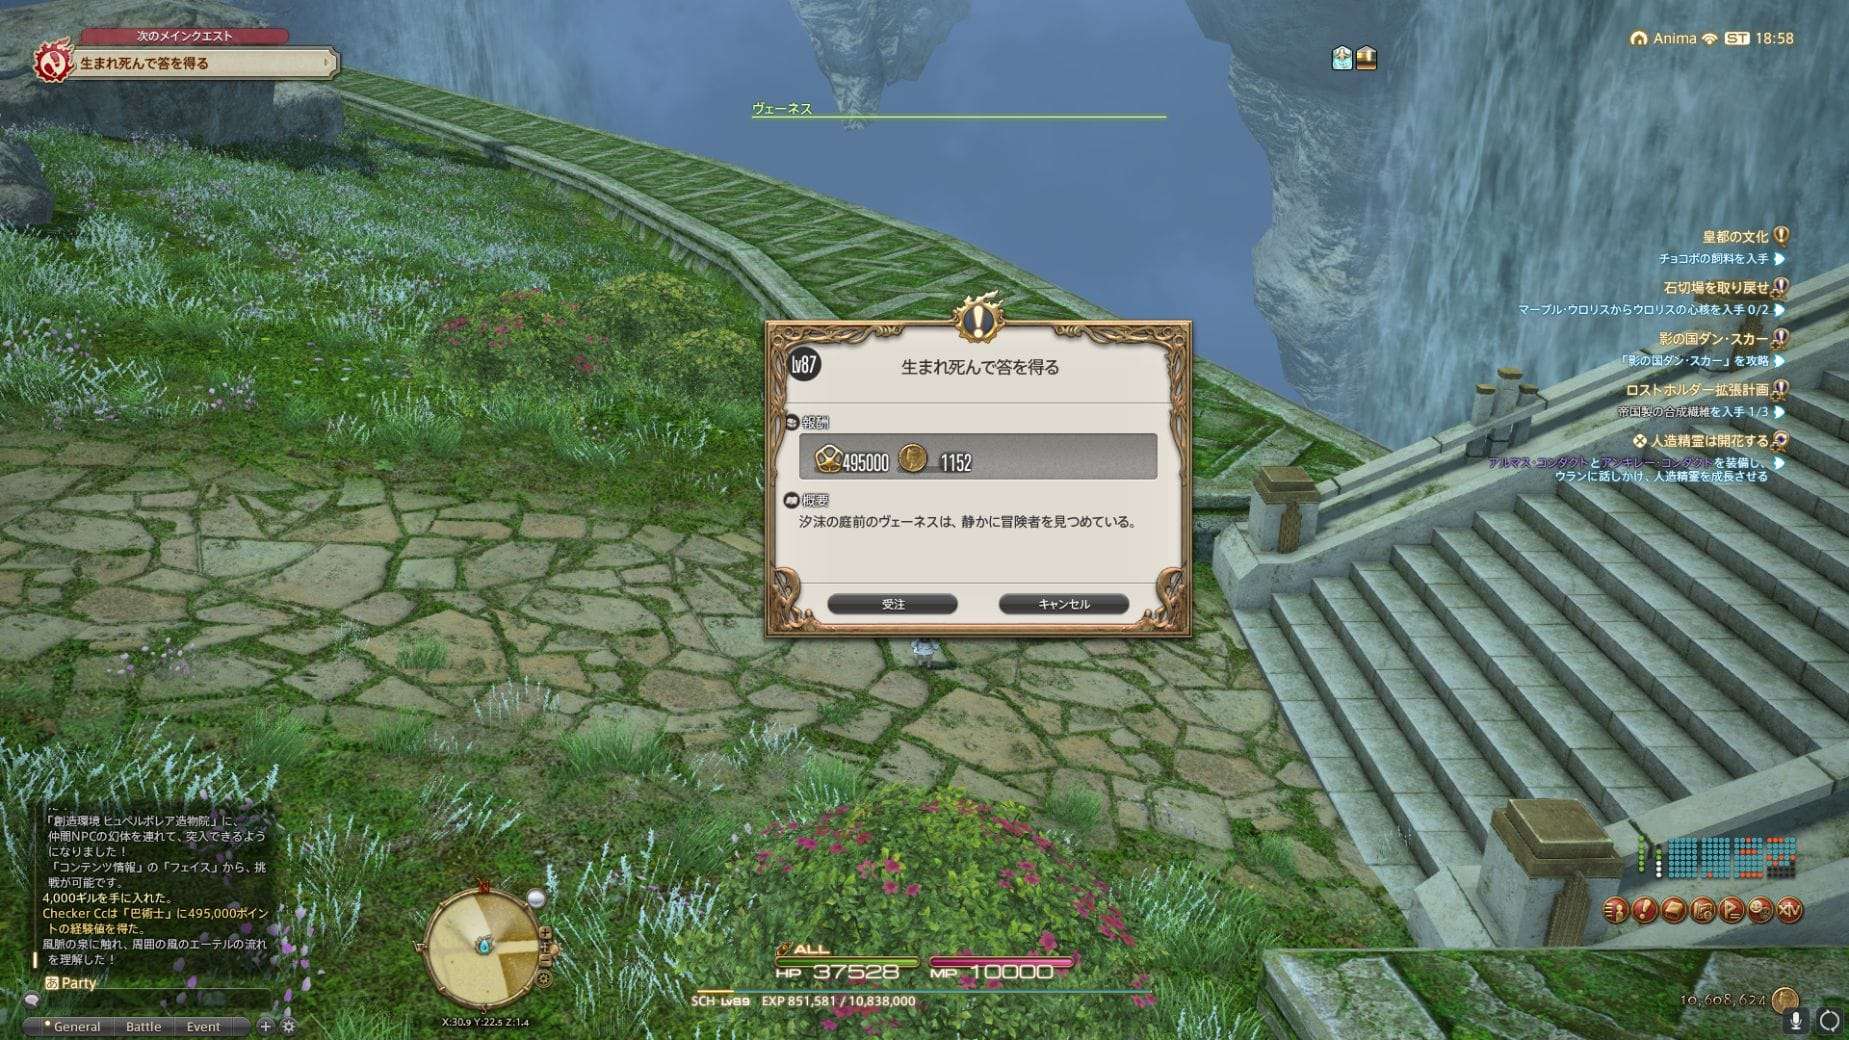 次のメインクエスト
生まれ死んで答を得る
Anima ST 18:58
ヴェーネス
皇都の文化
チョコボの飼料を入手
石切場を取り戻せ
マーブル・ウロリスからウロリスの心核を入手 0/2
影の国ダン・スカー
「影の国ダン・スカー」を攻略
ロストホルダー拡張計画
帝国製の合成繊維を入手 1/3
人造精霊は開花する
アルマス・コンダクトとアンキレー・コンダクトを装備し、
ウランに話しかけ、人造精霊を成長させる
Lv87
生まれ死んで答を得る
報酬
495000 1152
概要
汐沫の庭前のヴェーネスは、静かに冒険者を見つめている。
受注 キャンセル
「創造環境 ヒュペルボレア造物院」に、
仲間NPCの幻体を連れて、突入できるよう
になりました！
「コンテンツ情報」の「フェイス」から、挑
戦が可能です。
4,000ギルを手に入れた。
Checker Ccは「巴術士」に495,000ポイン
トの経験値を得た。
風脈の泉に触れ、周囲の風のエーテルの流れ
を理解した！
あ Party
General Battle Event
N
X:30.9 Y:22.5 Z:1.4
ALL
HP 37528 MP 10000
SCH Lv89 EXP 851,581 / 10,838,000
XIV
10,608,624